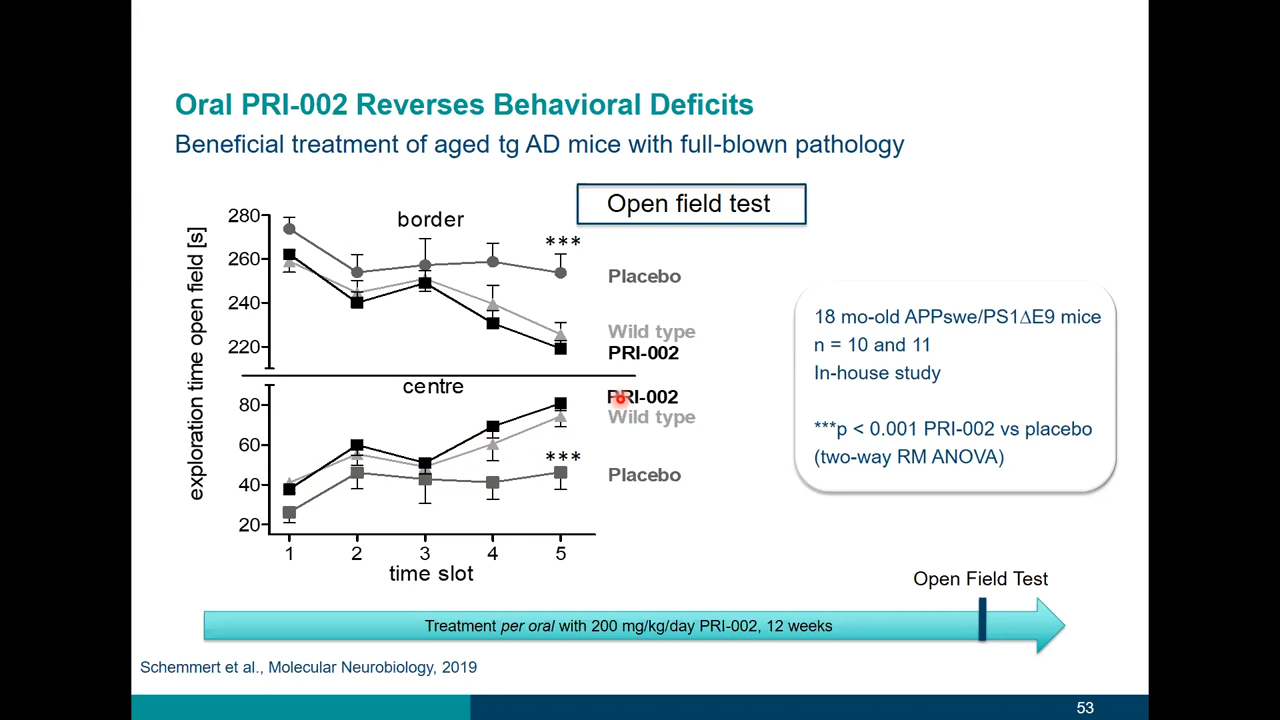 Oral PRI-002 Reverses Behavioral Deficits
Beneficial treatment of aged tg AD mice with full-blown pathology
Open field test
exploration time open field [s]
border
280
260
240
220
***
Placebo
Wild type
PRI-002
centre
80
60
40
20
PRI-002
Wild type
***
Placebo
1 2 3 4 5
time slot
18 mo-old APPswe/PS1∆E9 mice
n = 10 and 11
In-house study
***p < 0.001 PRI-002 vs placebo
(two-way RM ANOVA)
Open Field Test
Treatment per oral with 200 mg/kg/day PRI-002, 12 weeks
Schemmert et al., Molecular Neurobiology, 2019
53